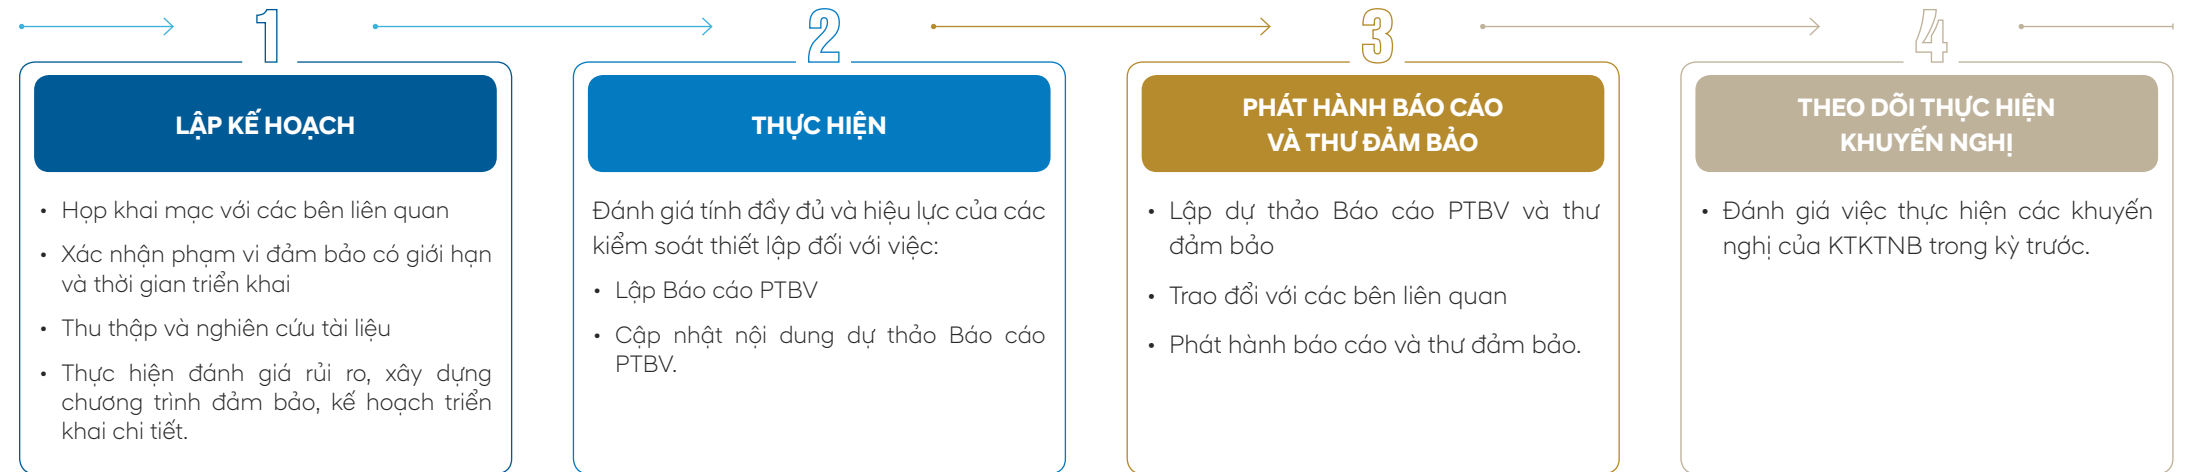 1
LẬP KẾ HOẠCH
• Họp khai mạc với các bên liên quan
• Xác nhận phạm vi đảm bảo có giới hạn
và thời gian triển khai
• Thu thập và nghiên cứu tài liệu
• Thực hiện đánh giá rủi ro, xây dựng
chương trình đảm bảo, kế hoạch triển
khai chi tiết.
2
THỰC HIỆN
Đánh giá tính đầy đủ và hiệu lực của các
kiểm soát thiết lập đối với việc:
• Lập Báo cáo PTBV
• Cập nhật nội dung dự thảo Báo cáo
PTBV.
3
PHÁT HÀNH BÁO CÁO
VÀ THƯ ĐẢM BẢO
• Lập dự thảo Báo cáo PTBV và thư
đảm bảo
• Trao đổi với các bên liên quan
• Phát hành báo cáo và thư đảm bảo.
4
THEO DÕI THỰC HIỆN
KHUYẾN NGHỊ
• Đánh giá việc thực hiện các khuyến
nghị của KTKTNB trong kỳ trước.